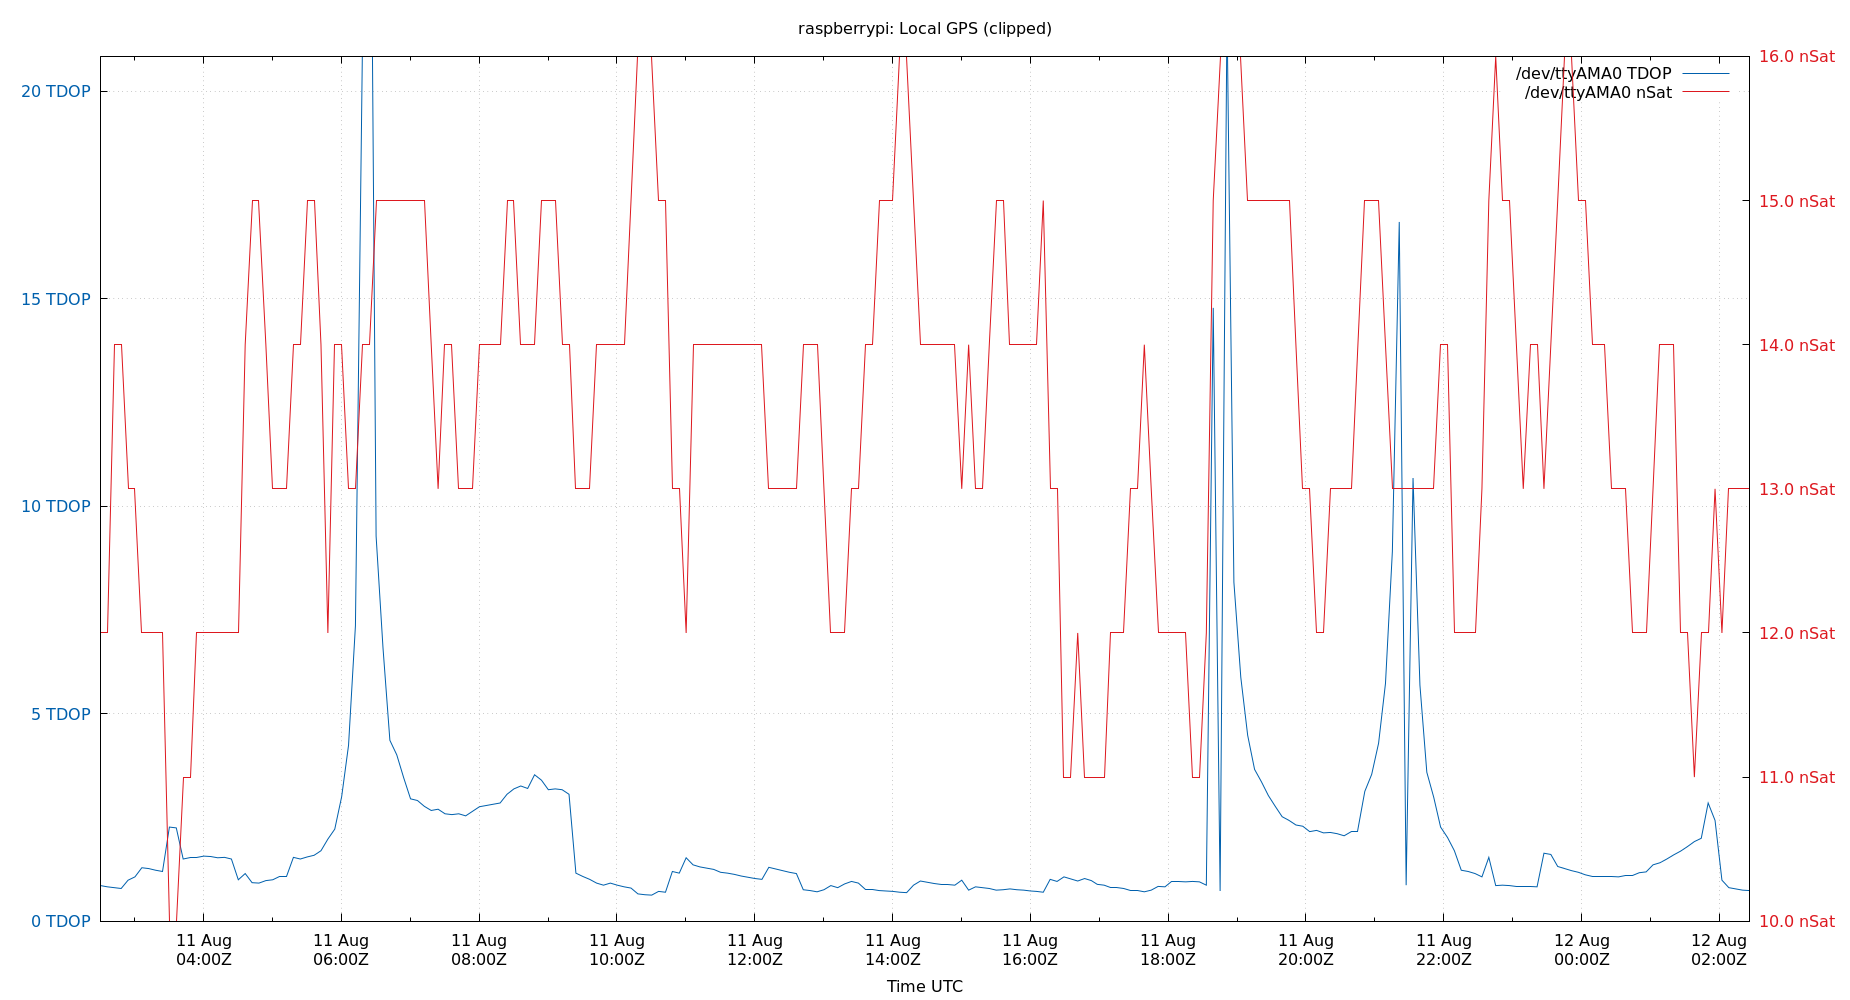 raspberrypi: Local GPS (clipped)
/dev/ttyAMA0 TDOP
/dev/ttyAMA0 nSat
20 TDOP
15 TDOP
10 TDOP
5 TDOP
0 TDOP
16.0 nSat
15.0 nSat
14.0 nSat
13.0 nSat
12.0 nSat
11.0 nSat
10.0 nSat
11 Aug 11 Aug 11 Aug 11 Aug 11 Aug 11 Aug 11 Aug 11 Aug 11 Aug 11 Aug 12 Aug 12 Aug
04:00Z 06:00Z 08:00Z 10:00Z 12:00Z 14:00Z 16:00Z 18:00Z 20:00Z 22:00Z 00:00Z 02:00Z
Time UTC